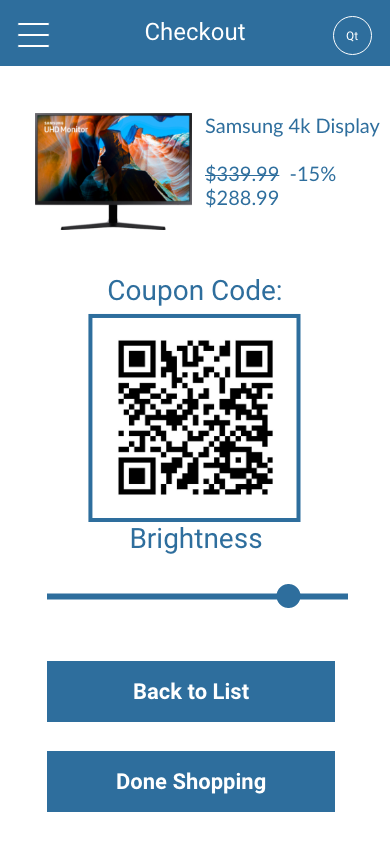 Checkout
Qt
SAMSUNG
UHD Monitor
Samsung 4k Display
$339.99 -15%
$288.99
Coupon Code:
Brightness
Back to List
Done Shopping